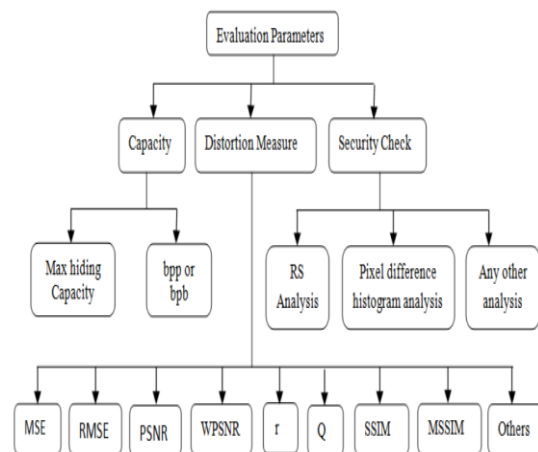 Evaluation Parameters
Capacity
Distortion Measure
Security Check
Max hiding
Capacity
bpp or
bpb
RS
Analysis
Pixel difference
histogram analysis
Any other
analysis
MSE
RMSE
PSNR
WPSNR
r
Q
SSIM
MSSIM
Others